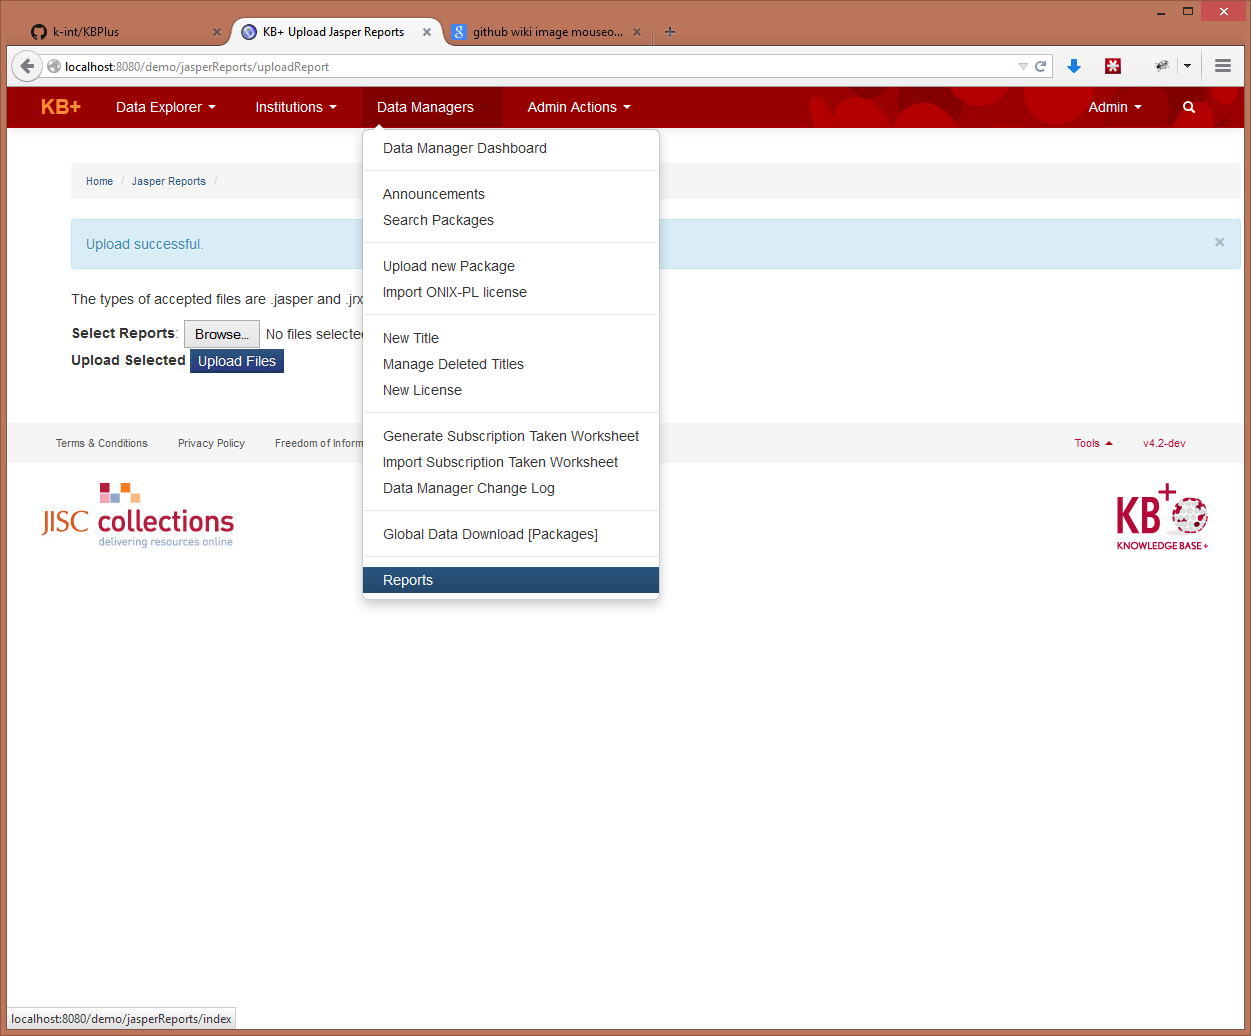 k-int/KBPlus
KB+ Upload Jasper Reports
github wiki image mouseo...
localhost:8080/demo/jasperReports/uploadReport
KB+ Data Explorer Institutions Data Managers Admin Actions Admin
Data Manager Dashboard
Home / Jasper Reports /
Announcements
Search Packages
Upload successful.
×
Upload new Package
Import ONIX-PL license
The types of accepted files are .jasper and .jrx
Select Reports: Browse... No files selected
Upload Selected Upload Files
New Title
Manage Deleted Titles
New License
Generate Subscription Taken Worksheet
Import Subscription Taken Worksheet
Data Manager Change Log
Global Data Download [Packages]
Reports
Terms & Conditions Privacy Policy Freedom of Inform
Tools v4.2-dev
JISC collections
delivering resources online
KB+
KNOWLEDGE BASE+
localhost:8080/demo/jasperReports/index